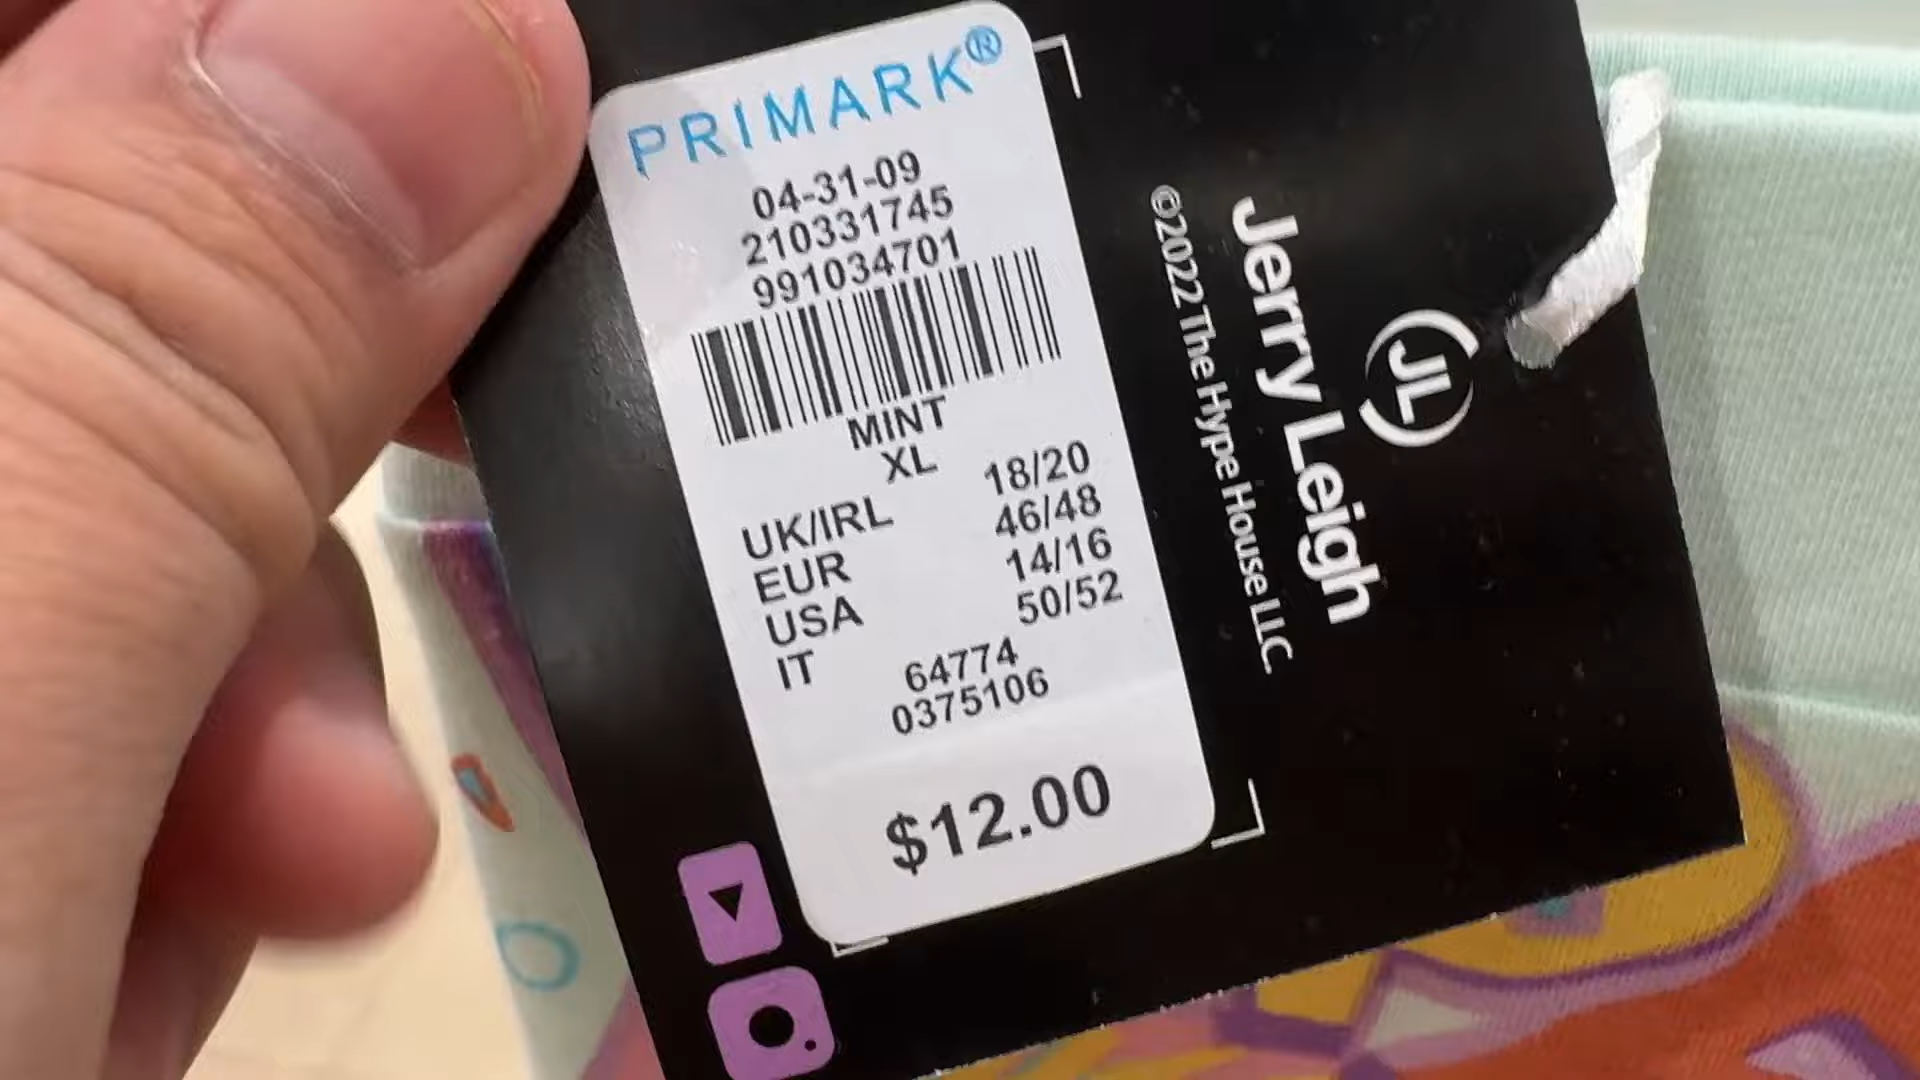 PRIMARK®
04-31-09
210331745
991034701
MINT
XL
UK/IRL 18/20
EUR 46/48
USA 14/16
IT 50/52
64774
0375106
$12.00
JL
Jerry Leigh
©2022 The Hype House LLC.